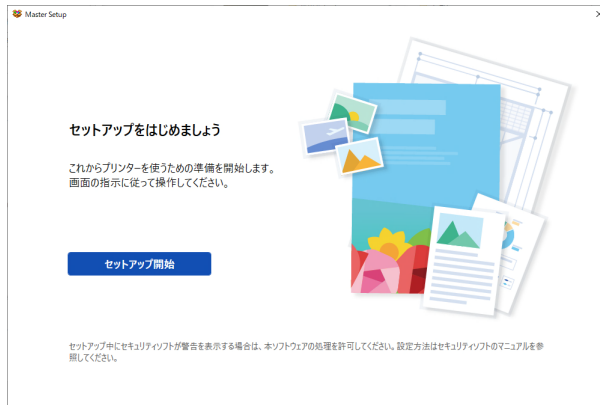 Master Setup
セットアップをはじめましょう
これからプリンターを使うための準備を開始します。
画面の指示に従って操作してください。
セットアップ開始
セットアップ中にセキュリティソフトが警告を表示する場合は、本ソフトウェアの処理を許可してください。設定方法はセキュリティソフトのマニュアルを参
照してください。